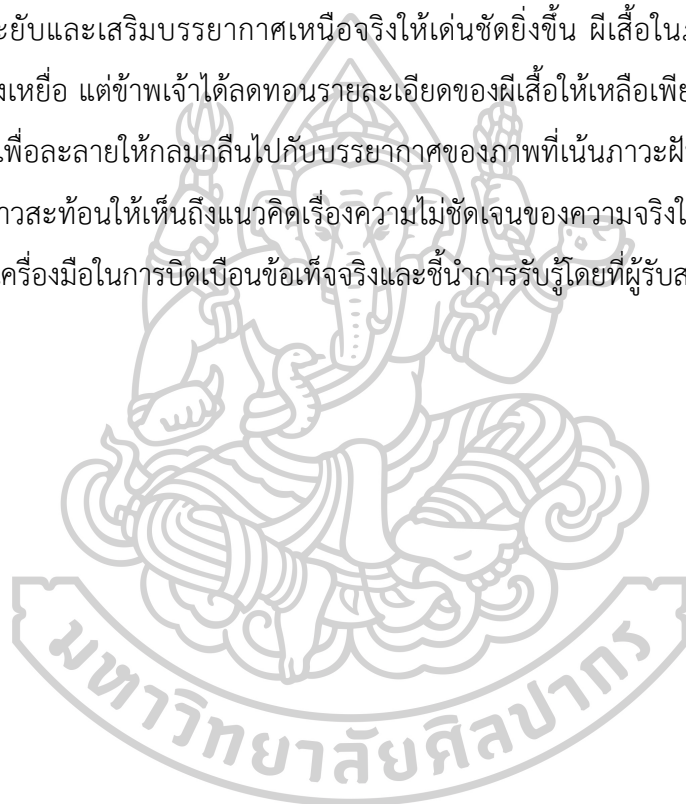 ะยับและเสริมบรรยากาศเหนือจริงให้เด่นชัดยิ่งขึ้น ผีเสื้อใน
งเหยื่อ แต่ข้าพเจ้าได้ลดทอนรายละเอียดของผีเสื้อให้เหลือเพีย
เพื่อละลายให้กลมกลืนไปกับบรรยากาศของภาพที่เน้นภาวะฝั
าวสะท้อนให้เห็นถึงแนวคิดเรื่องความไม่ชัดเจนของความจริงใ
เครื่องมือในการบิดเบือนข้อเท็จจริงและชี้นำการรับรู้โดยที่ผู้รับส
มหาวิทยาลัยศิลปากร